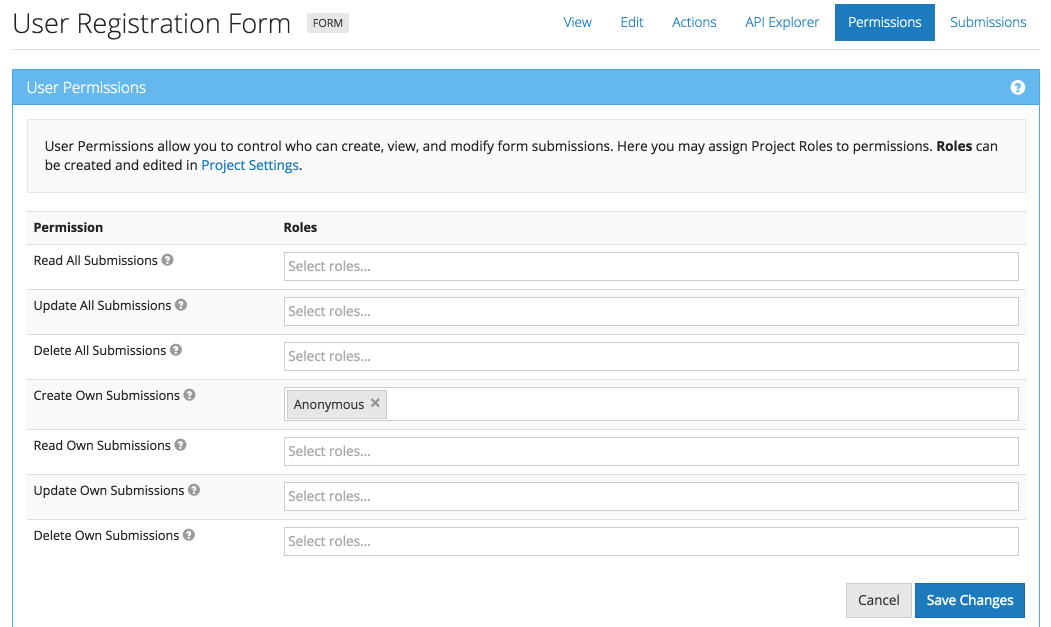 User Registration Form FORM View Edit Actions API Explorer Permissions Submissions
User Permissions ?
User Permissions allow you to control who can create, view, and modify form submissions. Here you may assign Project Roles to permissions. Roles can
be created and edited in Project Settings.
Permission Roles
Read All Submissions ? Select roles...
Update All Submissions ? Select roles...
Delete All Submissions ? Select roles...
Create Own Submissions ? Anonymous ×
Read Own Submissions ? Select roles...
Update Own Submissions ? Select roles...
Delete Own Submissions ? Select roles...
Cancel Save Changes